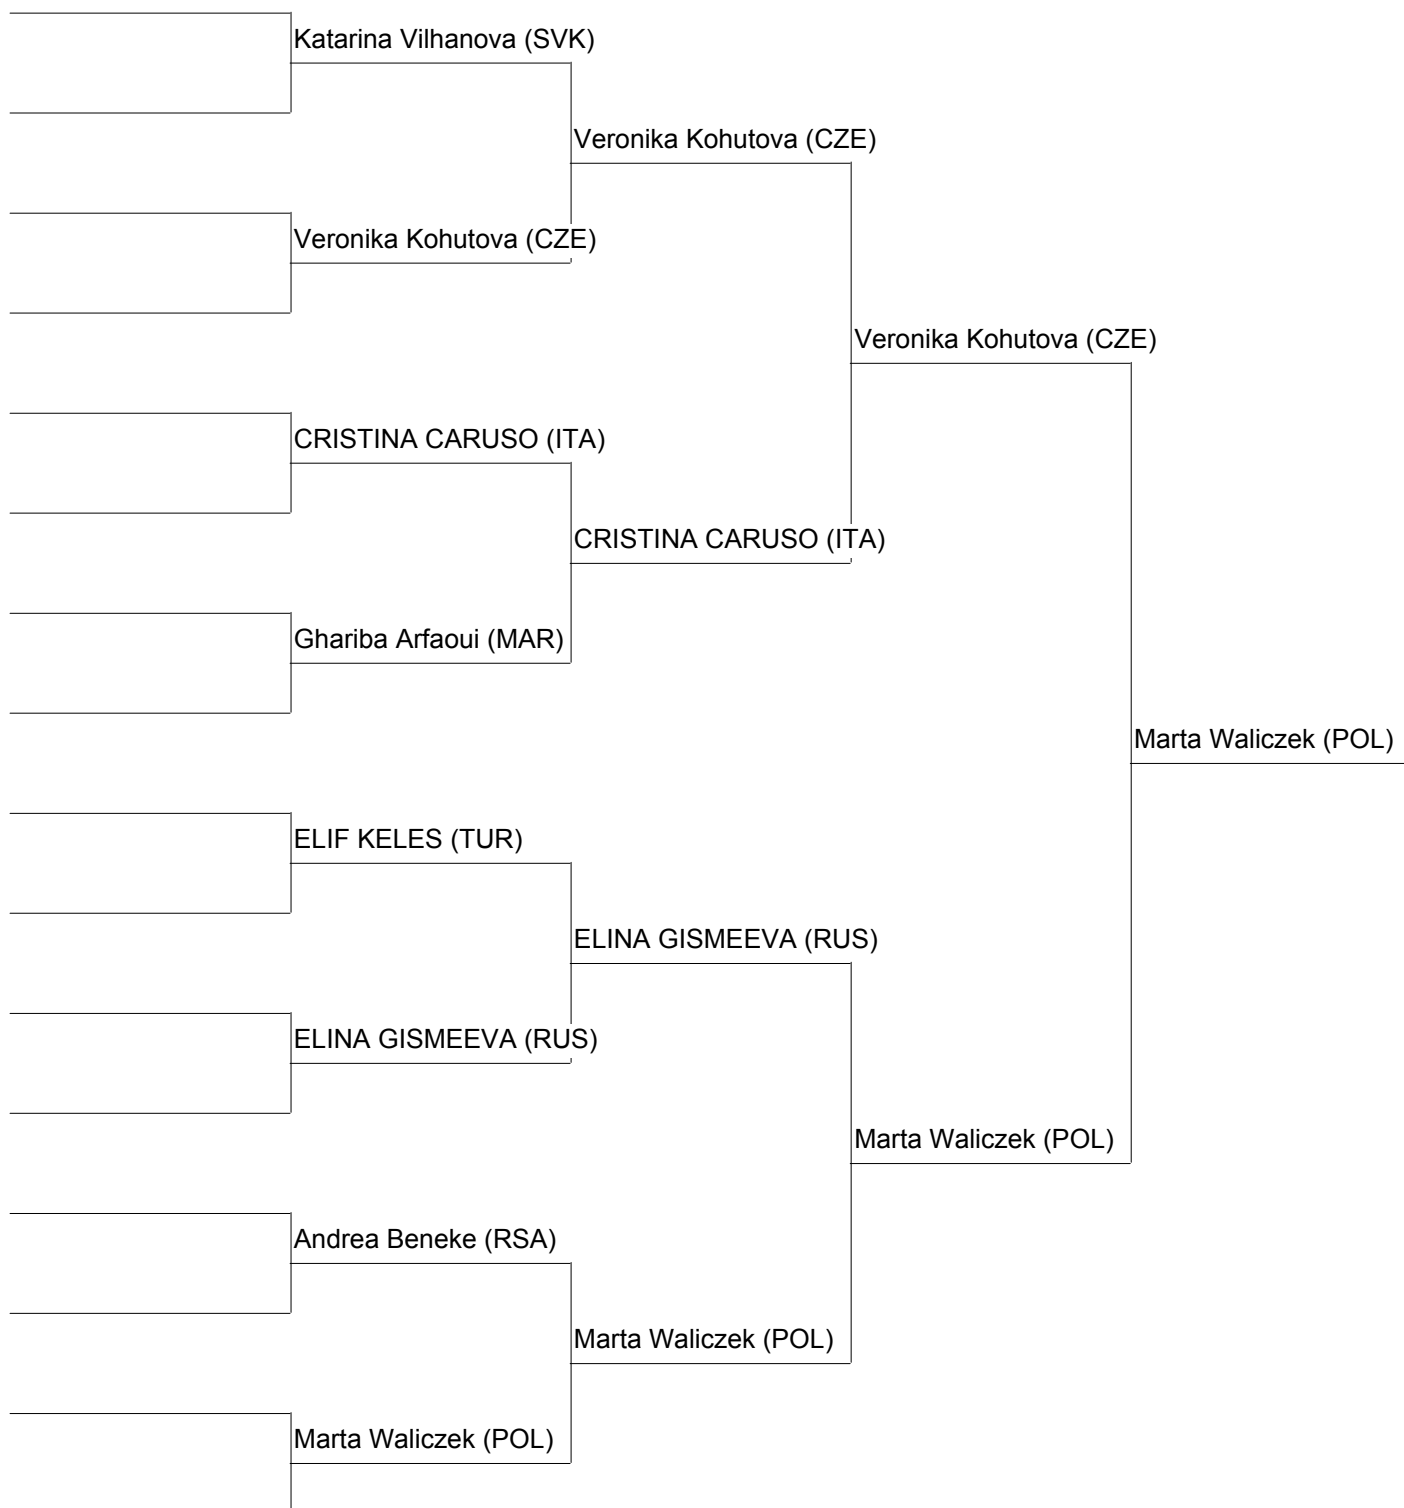 Katarina Vilhanova (SVK)
Veronika Kohutova (CZE)
Veronika Kohutova (CZE)
Veronika Kohutova (CZE)
CRISTINA CARUSO (ITA)
CRISTINA CARUSO (ITA)
Ghariba Arfaoui (MAR)
Marta Waliczek (POL)
ELIF KELES (TUR)
ELINA GISMEEVA (RUS)
ELINA GISMEEVA (RUS)
Marta Waliczek (POL)
Andrea Beneke (RSA)
Marta Waliczek (POL)
Marta Waliczek (POL)